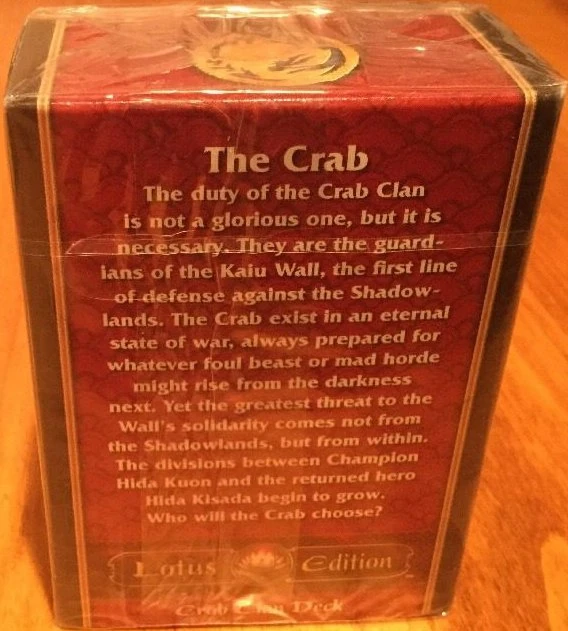 The Crab
The duty of the Crab Clan
is not a glorious one, but it is
necessary. They are the guard-
ians of the Kaiu Wall, the first line
of defense against the Shadow-
lands. The Crab exist in an eternal
state of war, always prepared for
whatever foul beast or mad horde
might rise from the darkness
next. Yet the greatest threat to the
Wall's solidarity comes not from
the Shadowlands, but from within.
The divisions between Champion
Hida Kuon and the returned hero
Hida Kisada begin to grow.
Who will the Crab choose?
Lotus Edition
Crab Clan Deck